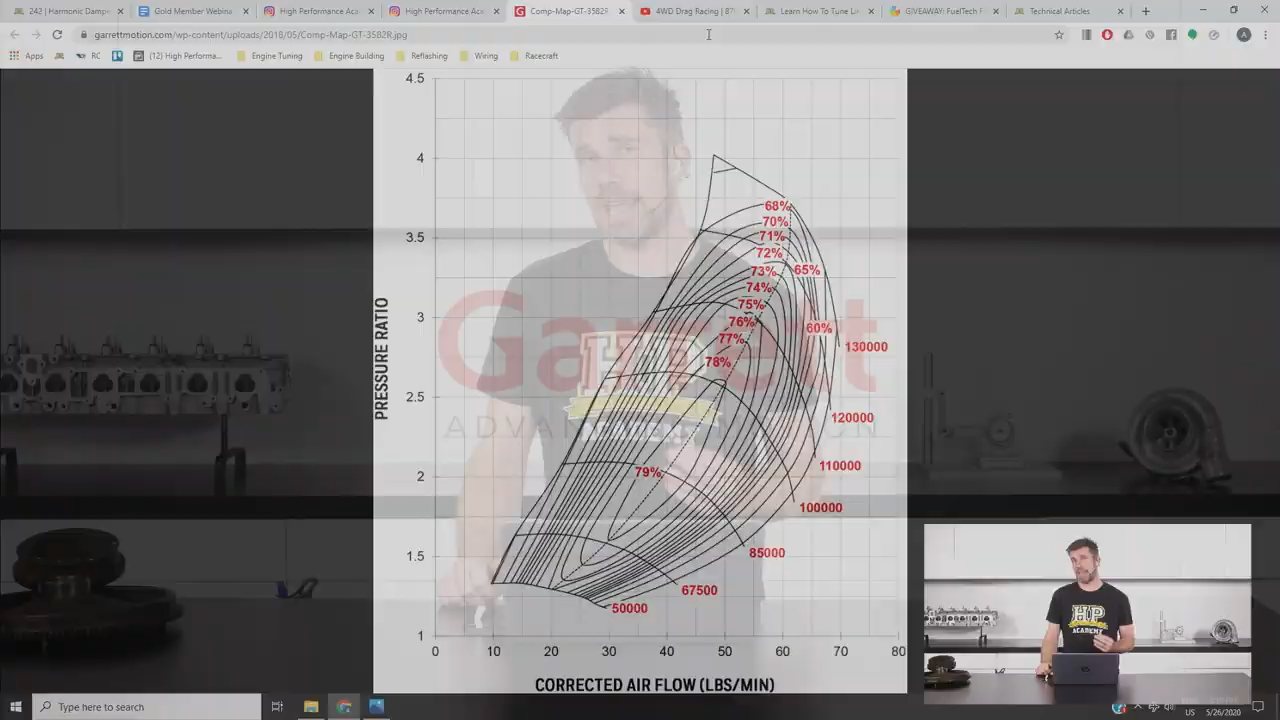 242 | Harmonic Damp
Gold Member Webina
High Performance Aca
High Performance Aca
Comp-Map-GT-3582R
4WD Drag Racing | 87
Learn How To Tune Li
GIVEAWAY: FuelTech F
Technical Articles
garrettmotion.com/wp-content/uploads/2018/05/Comp-Map-GT-3582R.jpg
Apps
RC
(12) High Performa...
Engine Tuning
Engine Building
Reflashing
Wiring
Racecraft
4.5
4
3.5
3
2.5
2
1.5
1
PRESSURE RATIO
68%
70%
71%
72%
73%
65%
74%
75%
76%
60%
77%
78%
79%
130000
120000
110000
100000
85000
67500
50000
Garrett
0
10
20
30
40
50
60
70
80
CORRECTED AIR FLOW (LBS/MIN)
HP
ACADEMY
Type here to search
US
5/26/2020